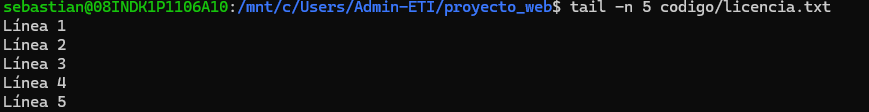 sebastian@08INDK1P1106A10:/mnt/c/Users/Admin-ETI/proyecto_web$ tail -n 5 codigo/licencia.txt
Línea 1
Línea 2
Línea 3
Línea 4
Línea 5